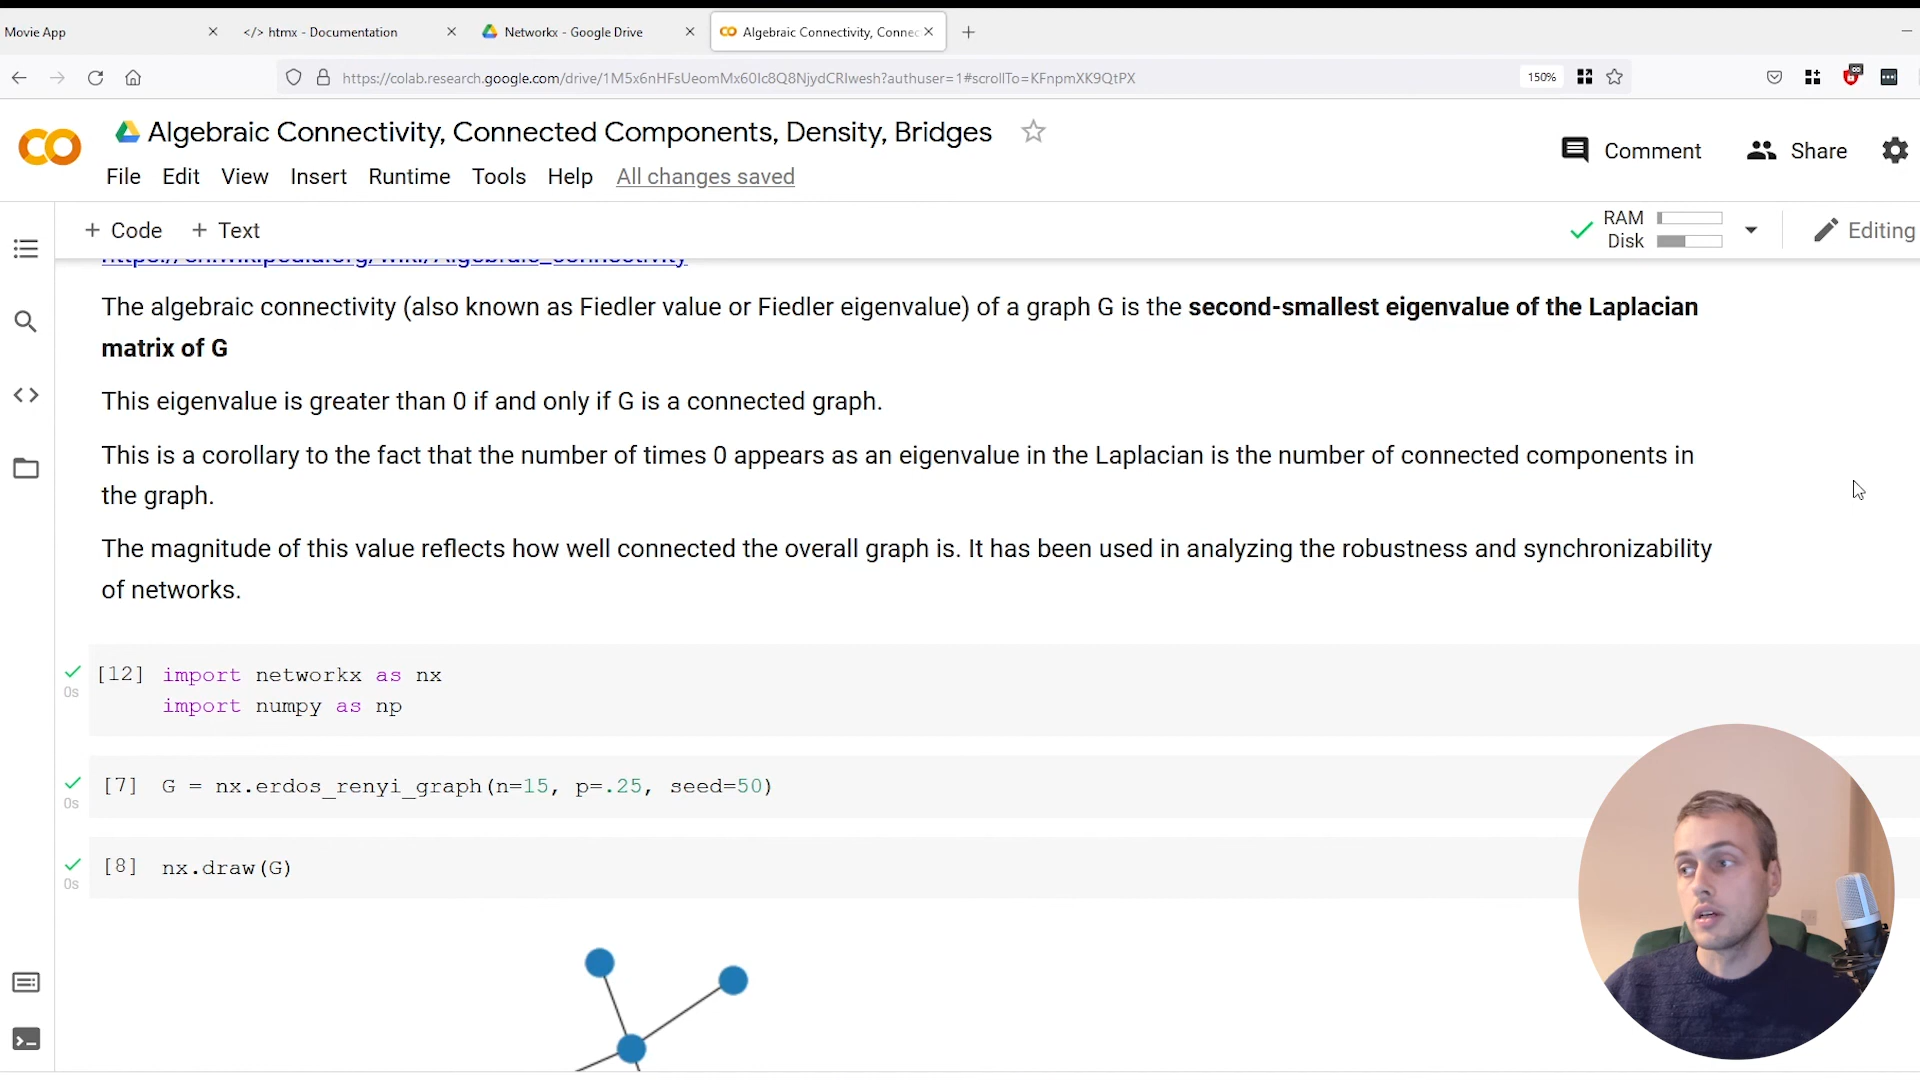 Movie App
</> htmx - Documentation
Networkx - Google Drive
Algebraic Connectivity, Connec
https://colab.research.google.com/drive/1M5x6nHFsUeomMx60Ic8Q8NjydCRIwesh?authuser=1#scrollTo=KFnpmXK9QtPX
150%
Algebraic Connectivity, Connected Components, Density, Bridges
Comment
Share
File Edit View Insert Runtime Tools Help All changes saved
+ Code + Text
RAM
Disk
Editing
https://en.wikipedia.org/wiki/Algebraic_connectivity
The algebraic connectivity (also known as Fiedler value or Fiedler eigenvalue) of a graph G is the second-smallest eigenvalue of the Laplacian
matrix of G
This eigenvalue is greater than 0 if and only if G is a connected graph.
This is a corollary to the fact that the number of times 0 appears as an eigenvalue in the Laplacian is the number of connected components in
the graph.
The magnitude of this value reflects how well connected the overall graph is. It has been used in analyzing the robustness and synchronizability
of networks.
[12] import networkx as nx
0s
import numpy as np
[7] G = nx.erdos_renyi_graph(n=15, p=.25, seed=50)
0s
[8] nx.draw(G)
0s